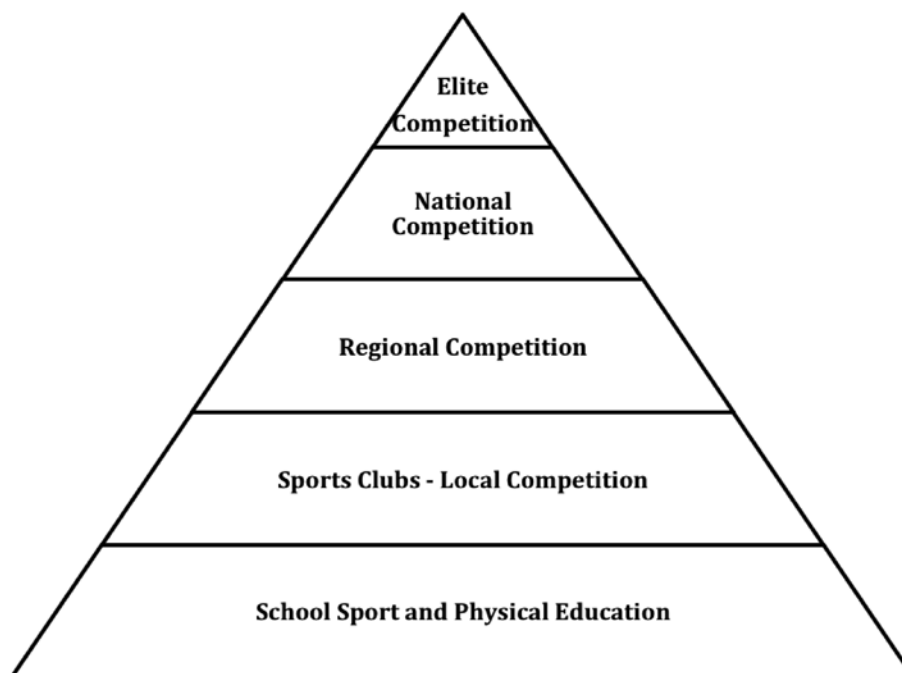 Elite
Competition
National
Competition
Regional Competition
Sports Clubs - Local Competition
School Sport and Physical Education